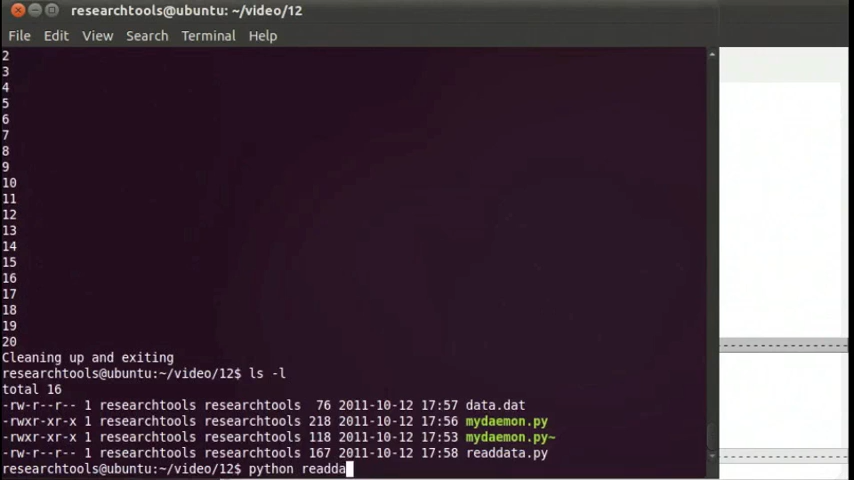 researchtools@ubuntu: ~/video/12
File Edit View Search Terminal Help
2
3
4
5
6
7
8
9
10
11
12
13
14
15
16
17
18
19
20
Cleaning up and exiting
researchtools@ubuntu:~/video/12$ ls -l
total 16
-rw-r--r-- 1 researchtools researchtools  76 2011-10-12 17:57 data.dat
-rwxr-xr-x 1 researchtools researchtools 218 2011-10-12 17:56 mydaemon.py
-rwxr-xr-x 1 researchtools researchtools 118 2011-10-12 17:53 mydaemon.py~
-rw-r--r-- 1 researchtools researchtools 167 2011-10-12 17:58 readdata.py
researchtools@ubuntu:~/video/12$ python readda